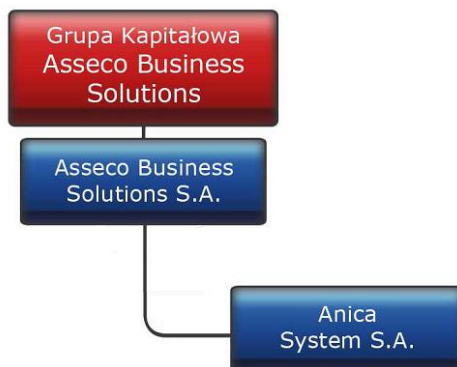 Grupa Kapitałowa
Asseco Business
Solutions
Asseco Business
Solutions S.A.
Anica
System S.A.